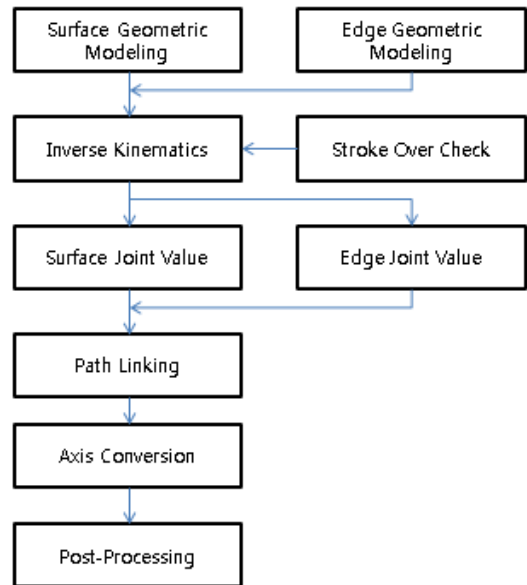 Surface Geometric
Modeling
Edge Geometric
Modeling
Inverse Kinematics
Stroke Over Check
Surface Joint Value
Edge Joint Value
Path Linking
Axis Conversion
Post-Processing